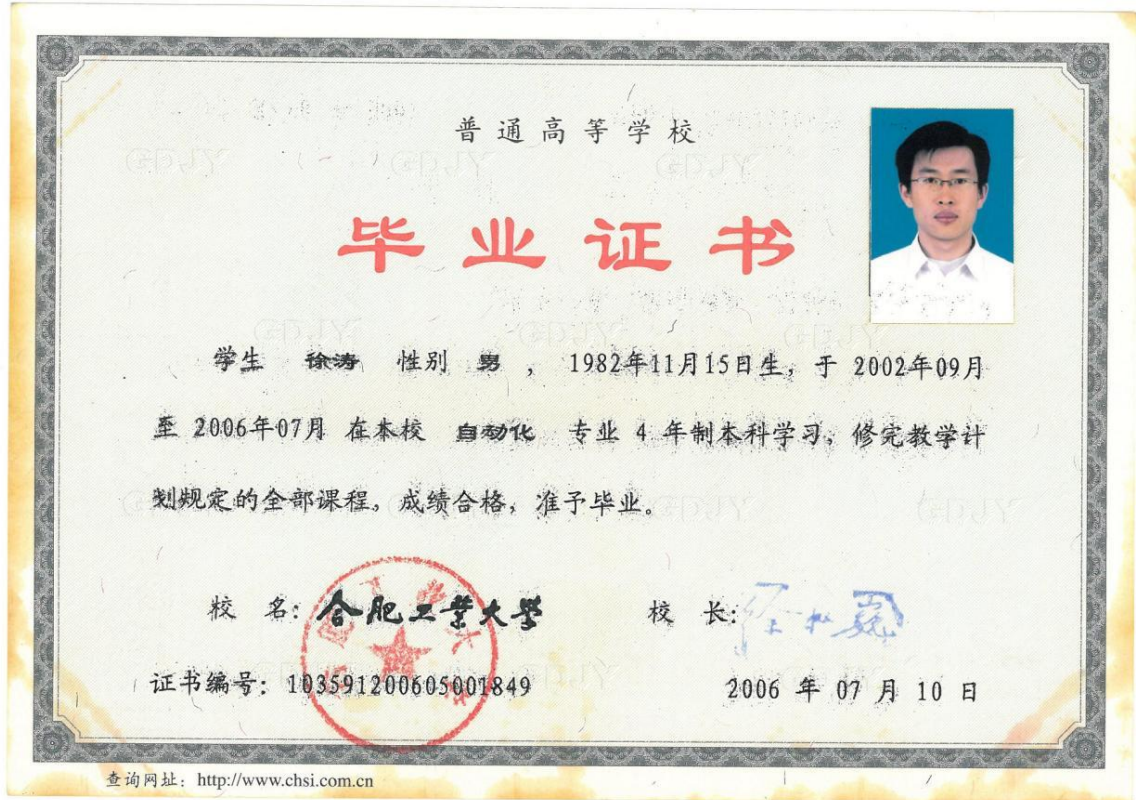 普通高等学校
毕业证书
学生 徐涛 性别 男 , 1982年11月15日生, 于 2002年09月
至 2006年07月 在本校 自动化 专业 4 年制本科学习, 修完教学计
划规定的全部课程, 成绩合格, 准予毕业。
校 名: 合肥工業大學 校 长:
证书编号: 103591200605001849 2006 年 07 月 10 日
查询网址: http://www.chsi.com.cn